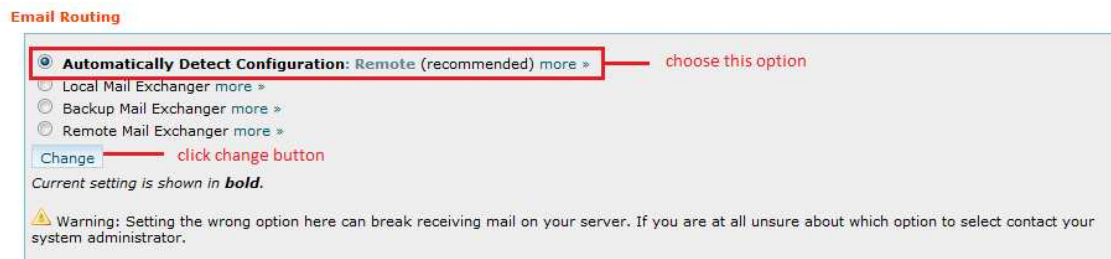 Email Routing
Automatically Detect Configuration: Remote (recommended) more » choose this option
Local Mail Exchanger more »
Backup Mail Exchanger more »
Remote Mail Exchanger more »
Change click change button
Current setting is shown in bold.
Warning: Setting the wrong option here can break receiving mail on your server. If you are at all unsure about which option to select contact your
system administrator.